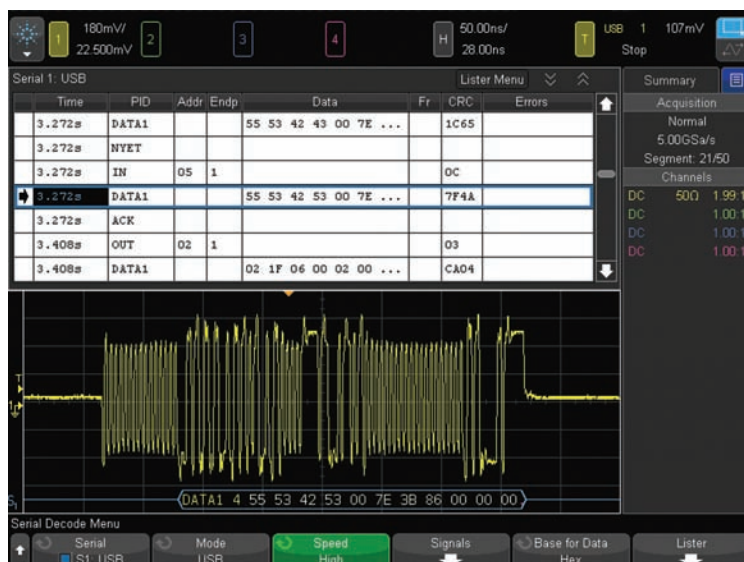 1 180mV/ 22.500mV 2 3 4 H 50.00ns/ 28.00ns T USB 1 107mV Stop
Serial 1: USB Lister Menu
Time PID Addr Endp Data Fr CRC Errors
3.272s DATA1 55 53 42 43 00 7E ... 1C65
3.272s NYET
3.272s IN 05 1 0C
3.272s DATA1 55 53 42 53 00 7E ... 7F4A
3.272s ACK
3.408s OUT 02 1 03
3.408s DATA1 02 1F 06 00 02 00 ... CA04
Summary
Acquisition
Normal
5.00GSa/s
Segment: 21/50
Channels
DC 50Ω 1.99:1
DC 1.00:1
DC 1.00:1
DC 1.00:1
T
1
S1 DATA1 4 55 53 42 53 00 7E 3B 86 00 00 00
Serial Decode Menu
Serial
S1: USB
Mode
USB
Speed
High
Signals
Base for Data
Hex
Lister